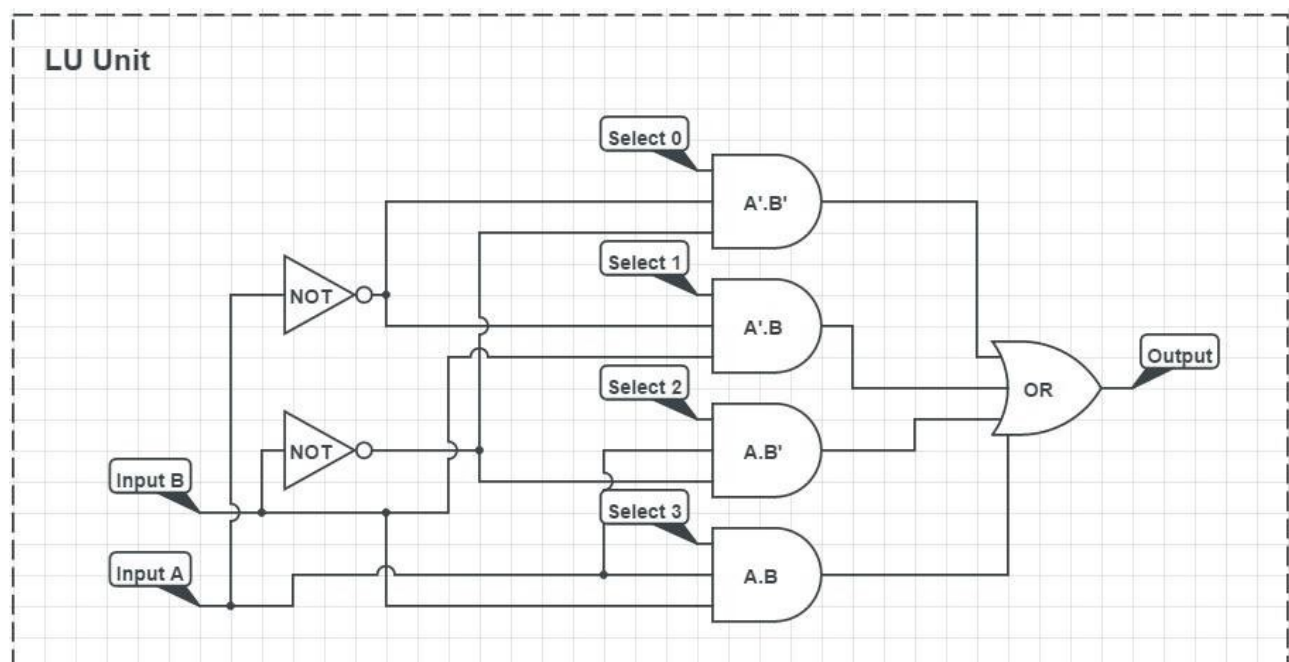 LU Unit
Select 0
A'.B'
Select 1
NOT
A'.B
Output
OR
Select 2
NOT
A.B'
Input B
Select 3
Input A
A.B